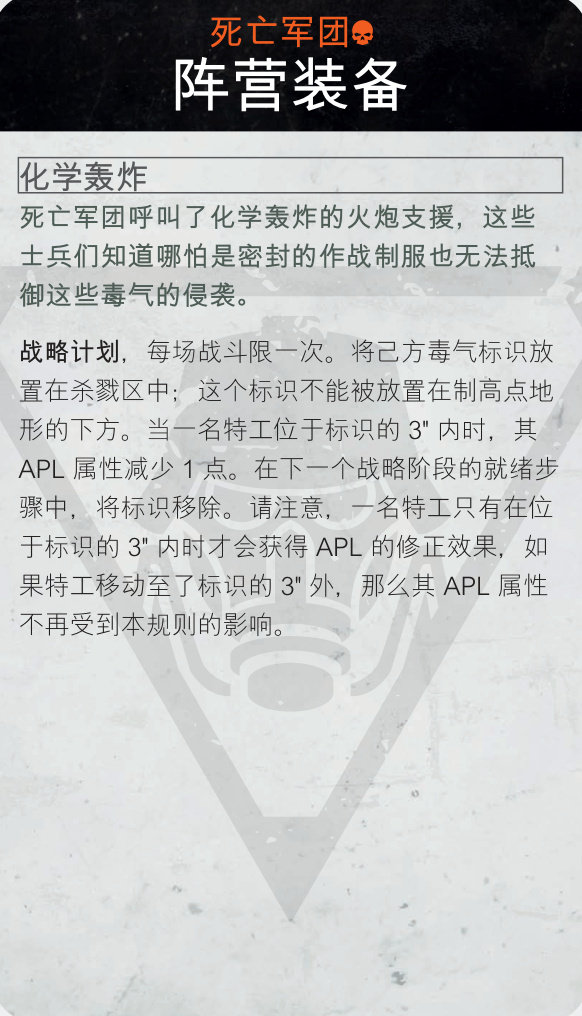 死亡军团
阵营装备
化学轰炸
死亡军团呼叫了化学轰炸的火炮支援，这些
士兵们知道哪怕是密封的作战制服也无法抵
御这些毒气的侵袭。
战略计划，每场战斗限一次。将己方毒气标识放
置在杀戮区中；这个标识不能被放置在制高点地
形的下方。当一名特工位于标识的 3" 内时，其
APL 属性减少 1 点。在下一个战略阶段的就绪步
骤中，将标识移除。请注意，一名特工只有在位
于标识的 3" 内时才会获得 APL 的修正效果，如
果特工移动至了标识的 3" 外，那么其 APL 属性
不再受到本规则的影响。